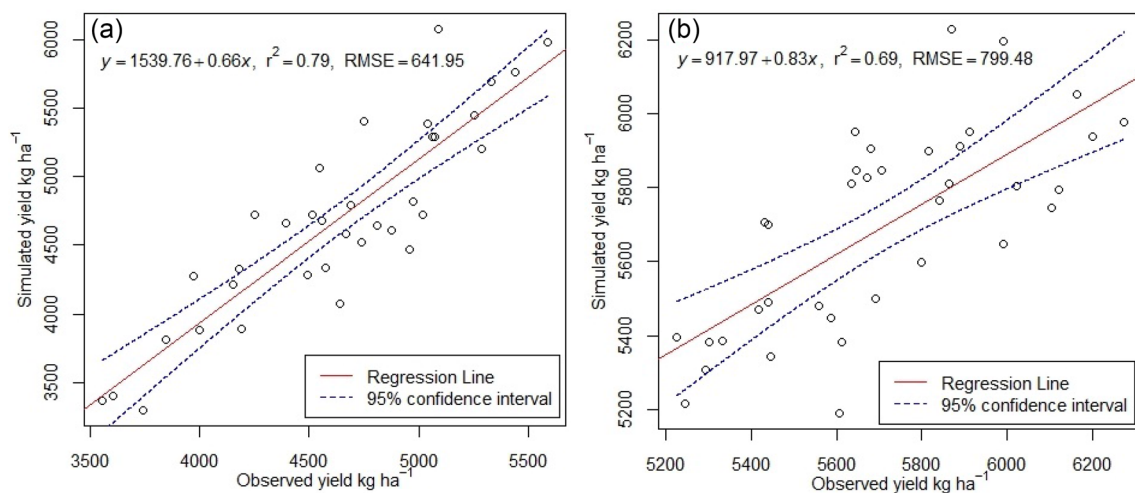 (a)
y = 1539.76 + 0.66x, r² = 0.79, RMSE = 641.95
Simulated yield kg ha⁻¹
6000
5500
5000
4500
4000
3500
Regression Line
95% confidence interval
3500 4000 4500 5000 5500
Observed yield kg ha⁻¹
(b)
y = 917.97 + 0.83x, r² = 0.69, RMSE = 799.48
Simulated yield kg ha⁻¹
6200
6000
5800
5600
5400
5200
Regression Line
95% confidence interval
5200 5400 5600 5800 6000 6200
Observed yield kg ha⁻¹